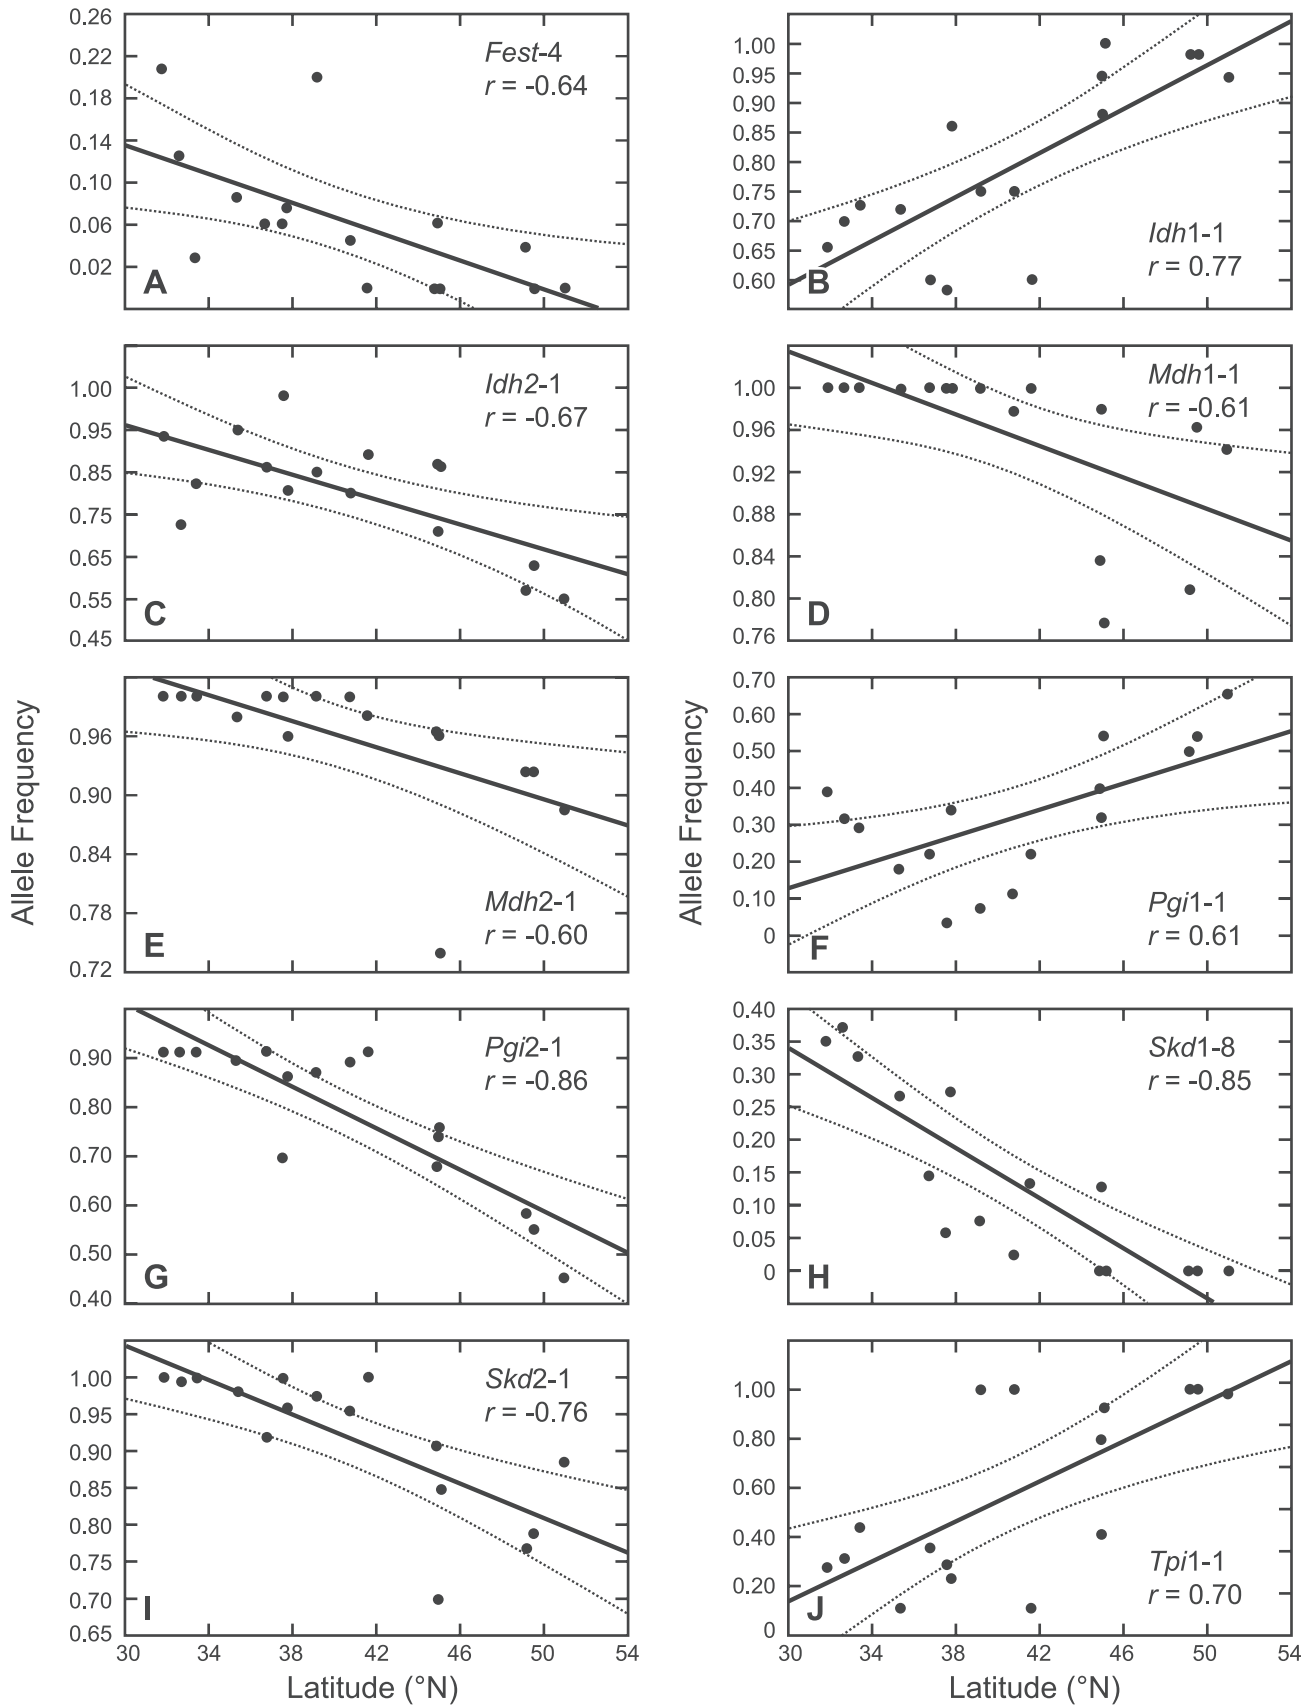 0.26
0.22
0.18
0.14
0.10
0.06
0.02
Fest-4
r = -0.64
A
1.00
0.95
0.90
0.85
0.80
0.75
0.70
0.65
0.60
Idh1-1
r = 0.77
B
1.00
0.95
0.85
0.75
0.65
0.55
0.45
30 34 38 42 46 50 54
Idh2-1
r = -0.67
C
1.00
0.96
0.88
0.84
0.80
0.76
Mdh1-1
r = -0.61
D
Allele Frequency
0.96
0.90
0.84
0.78
0.72
Mdh2-1
r = -0.60
E
Allele Frequency
0.70
0.60
0.50
0.40
0.30
0.20
0.10
0
Pgi1-1
r = 0.61
F
0.90
0.80
0.70
0.60
0.50
0.40
Pgi2-1
r = -0.86
G
0.40
0.35
0.30
0.25
0.20
0.15
0.10
0.05
0
Skd1-8
r = -0.85
H
1.00
0.95
0.90
0.85
0.80
0.75
0.70
0.65
Skd2-1
r = -0.76
I
30 34 38 42 46 50 54
Latitude (°N)
1.00
0.80
0.60
0.40
0.20
0
Tpi1-1
r = 0.70
J
30 34 38 42 46 50 54
Latitude (°N)